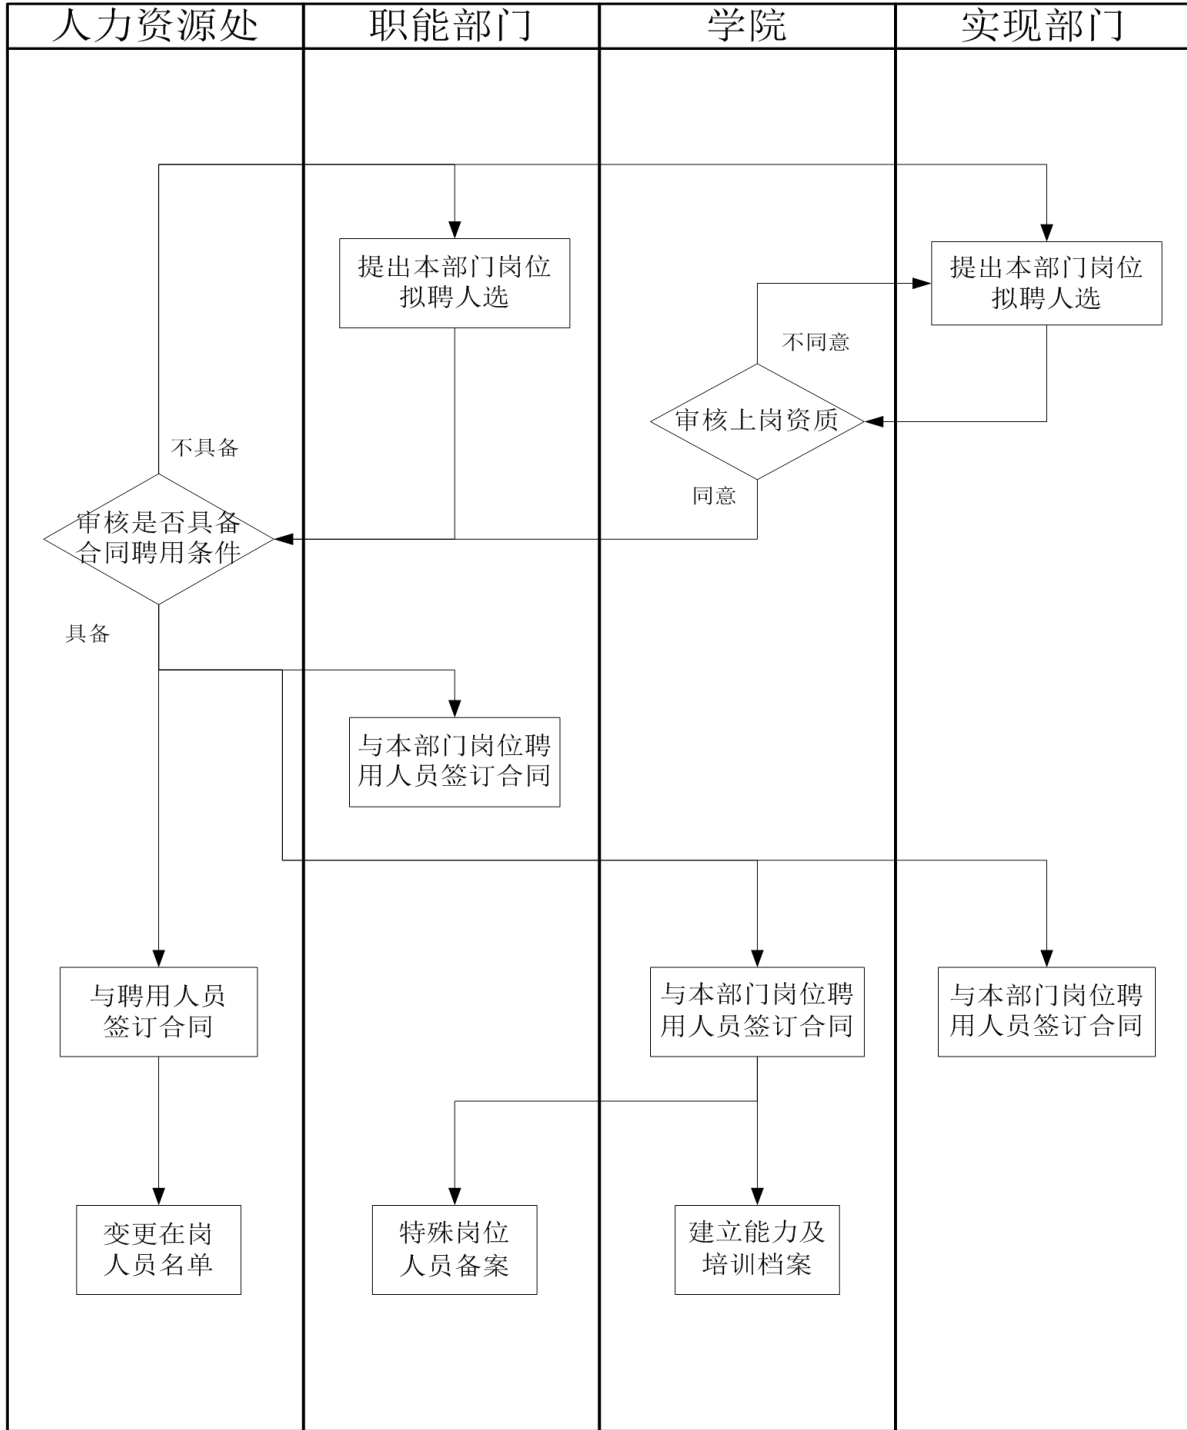 人力资源处
职能部门
学院
实现部门
提出本部门岗位
拟聘人选
提出本部门岗位
拟聘人选
不同意
审核上岗资质
同意
不具备
审核是否具备
合同聘用条件
具备
与本部门岗位聘
用人员签订合同
与聘用人员
签订合同
与本部门岗位聘
用人员签订合同
与本部门岗位聘
用人员签订合同
变更在岗
人员名单
特殊岗位
人员备案
建立能力及
培训档案